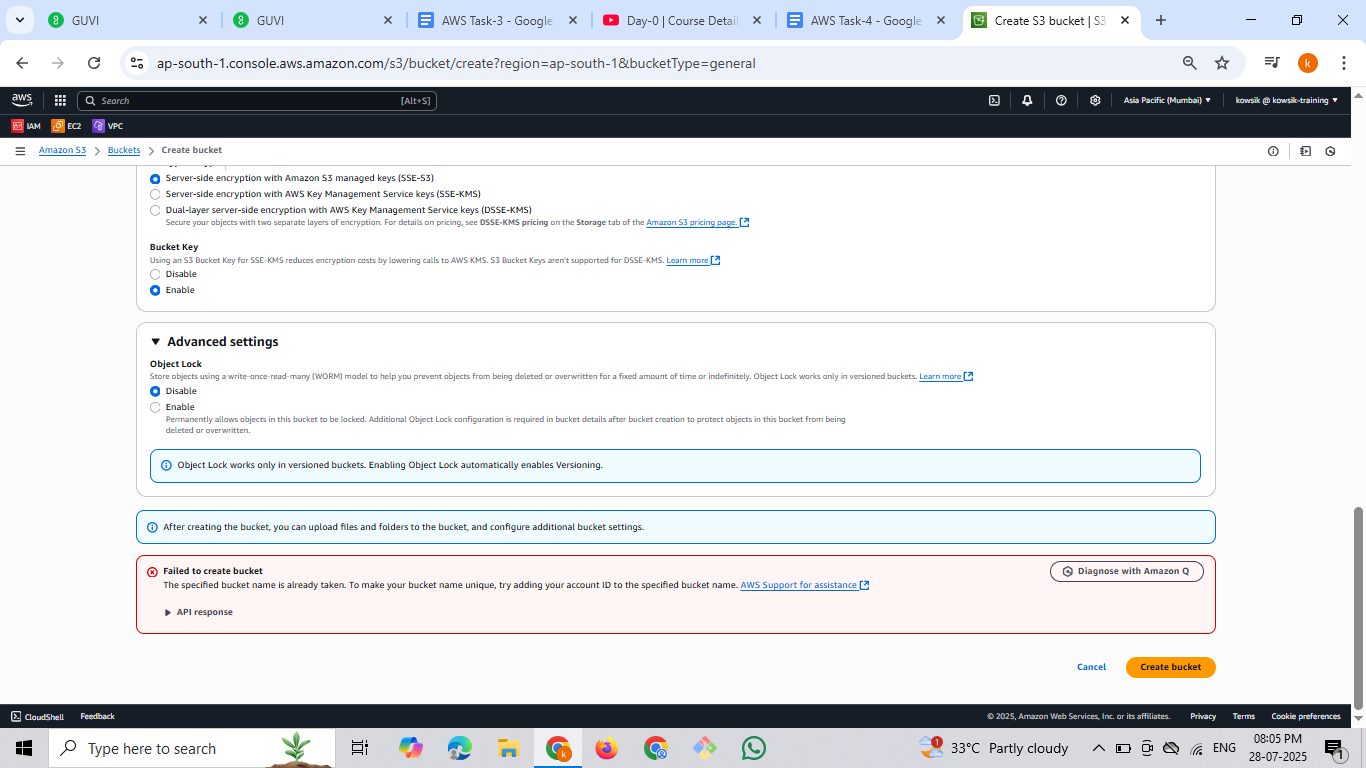 GUVI
GUVI
AWS Task-3 - Google
Day-0 | Course Detail
AWS Task-4 - Google
Create S3 bucket | S3
ap-south-1.console.aws.amazon.com/s3/bucket/create?region=ap-south-1&bucketType=general
k
aws
Search
[Alt+S]
Asia Pacific (Mumbai)
kowsik @ kowsik-training
IAM
EC2
VPC
Amazon S3
Buckets
Create bucket
Server-side encryption with Amazon S3 managed keys (SSE-S3)
Server-side encryption with AWS Key Management Service keys (SSE-KMS)
Dual-layer server-side encryption with AWS Key Management Service keys (DSSE-KMS)
Secure your objects with two separate layers of encryption. For details on pricing, see DSSE-KMS pricing on the Storage tab of the Amazon S3 pricing page.
Bucket Key
Using an S3 Bucket Key for SSE-KMS reduces encryption costs by lowering calls to AWS KMS. S3 Bucket Keys aren't supported for DSSE-KMS. Learn more
Disable
Enable
Advanced settings
Object Lock
Store objects using a write-once-read-many (WORM) model to help you prevent objects from being deleted or overwritten for a fixed amount of time or indefinitely. Object Lock works only in versioned buckets. Learn more
Disable
Enable
Permanently allows objects in this bucket to be locked. Additional Object Lock configuration is required in bucket details after bucket creation to protect objects in this bucket from being
deleted or overwritten.
Object Lock works only in versioned buckets. Enabling Object Lock automatically enables Versioning.
After creating the bucket, you can upload files and folders to the bucket, and configure additional bucket settings.
Failed to create bucket
Diagnose with Amazon Q
The specified bucket name is already taken. To make your bucket name unique, try adding your account ID to the specified bucket name. AWS Support for assistance
API response
Cancel
Create bucket
CloudShell
Feedback
© 2025, Amazon Web Services, Inc. or its affiliates.
Privacy
Terms
Cookie preferences
Type here to search
33°C Partly cloudy
ENG
08:05 PM
28-07-2025